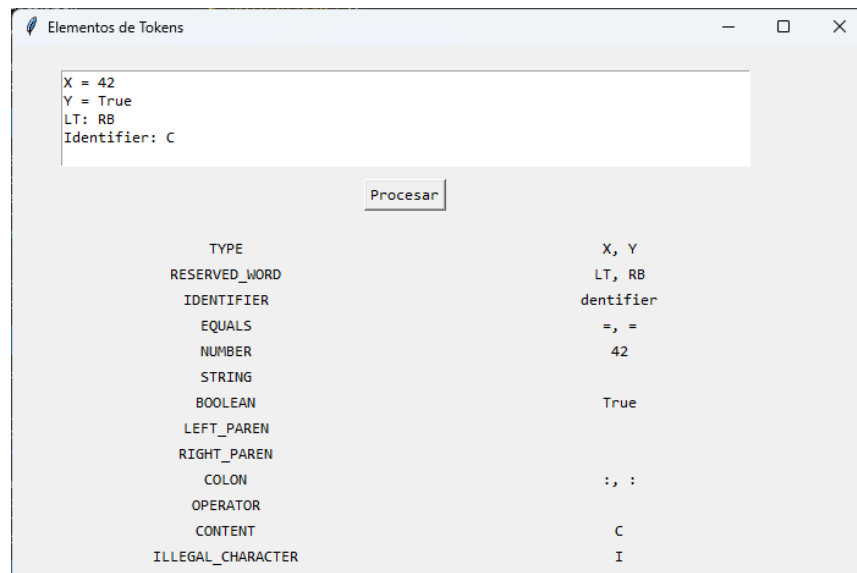 Elementos de Tokens
X = 42
Y = True
LT: RB
Identifier: C
Procesar
TYPE X, Y
RESERVED_WORD LT, RB
IDENTIFIER dentifier
EQUALS =, =
NUMBER 42
STRING
BOOLEAN True
LEFT_PAREN
RIGHT_PAREN
COLON :, :
OPERATOR
CONTENT C
ILLEGAL_CHARACTER I